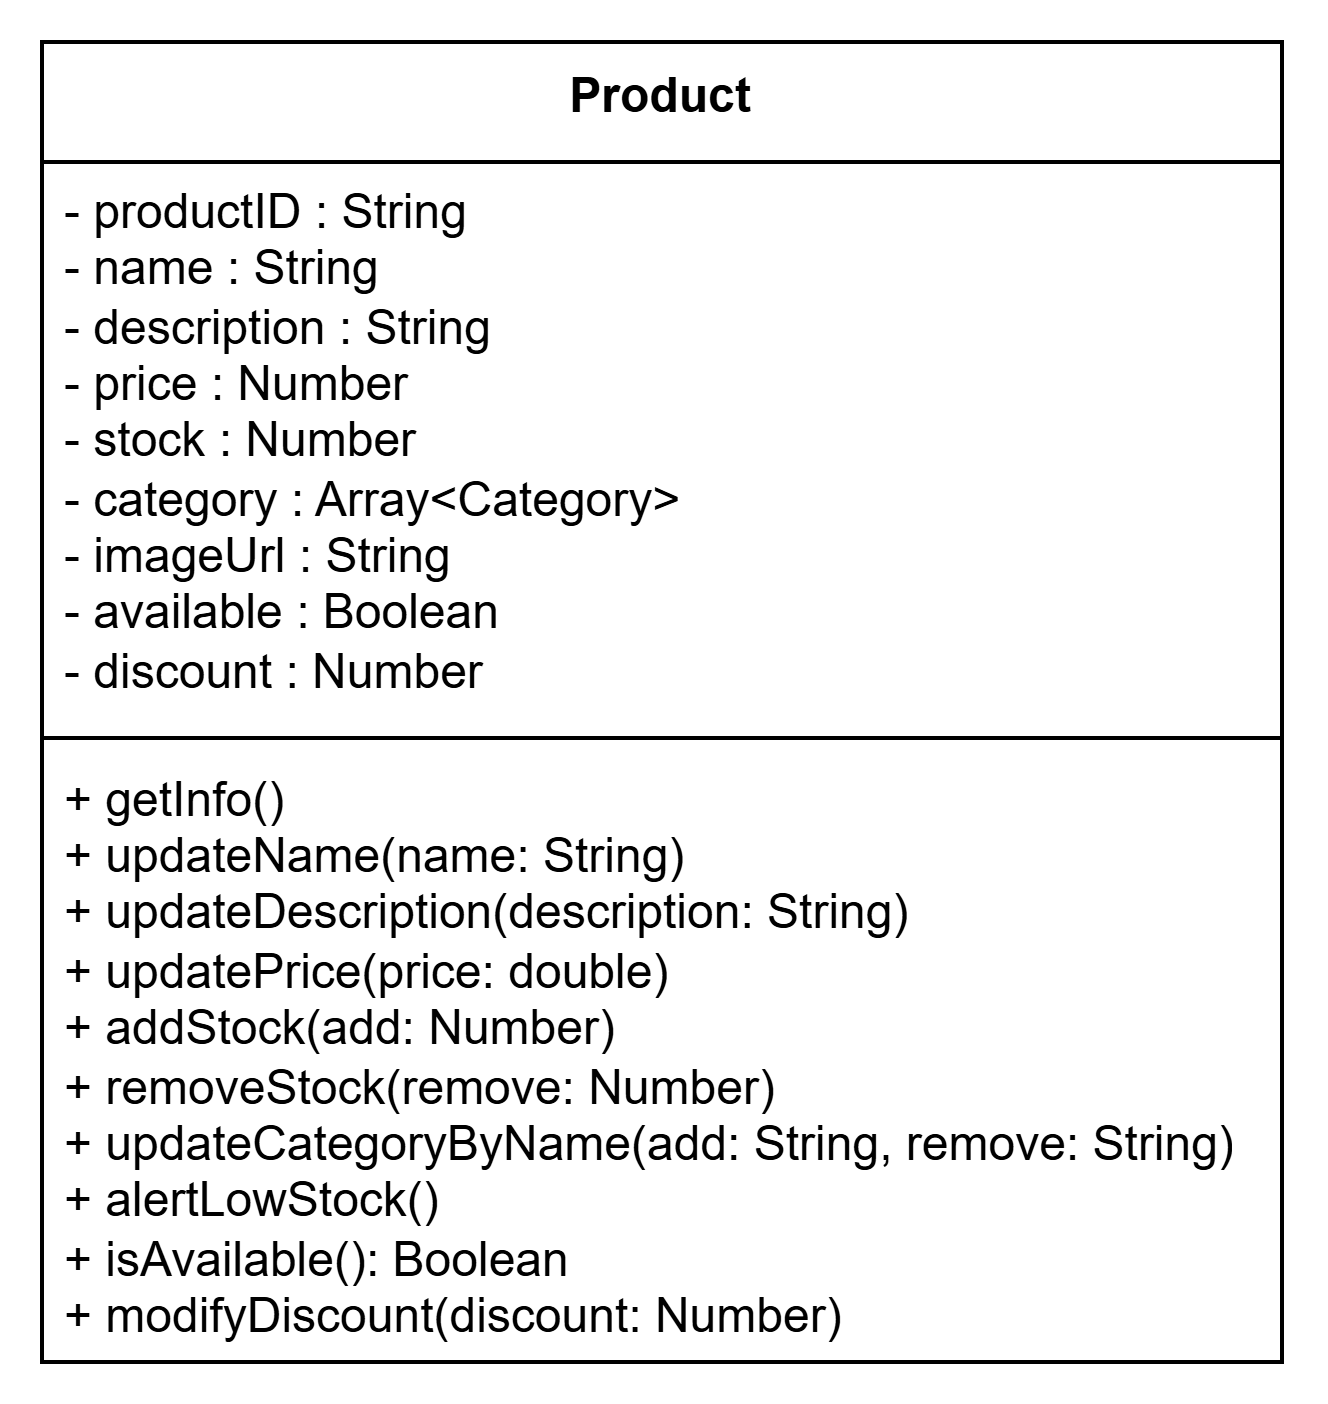 Product
- productID : String
- name : String
- description : String
- price : Number
- stock : Number
- category : Array<Category>
- imageUrl : String
- available : Boolean
- discount : Number
+ getInfo()
+ updateName(name: String)
+ updateDescription(description: String)
+ updatePrice(price: double)
+ addStock(add: Number)
+ removeStock(remove: Number)
+ updateCategoryByName(add: String, remove: String)
+ alertLowStock()
+ isAvailable(): Boolean
+ modifyDiscount(discount: Number)